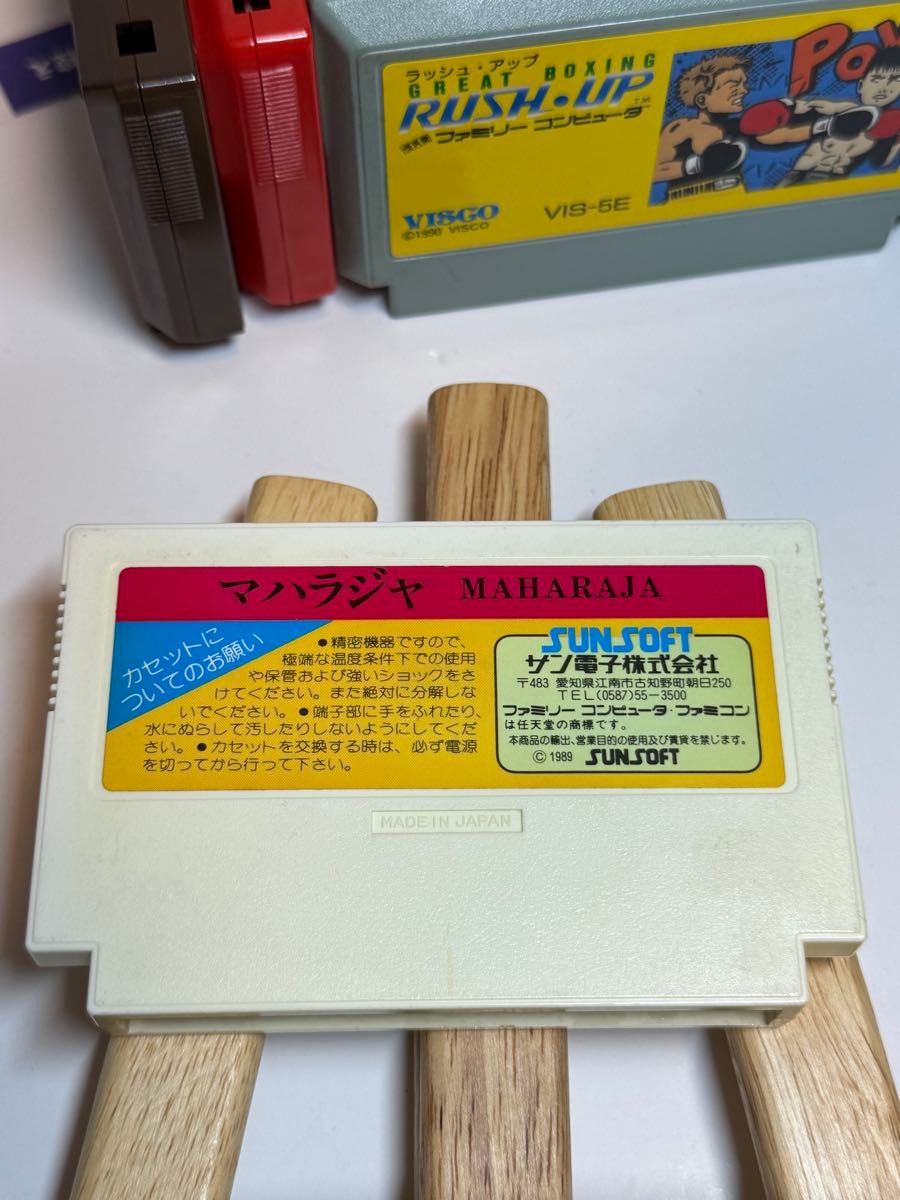 ラッシュ・アップ
GREAT BOXING
RUSH・UP™
ファミリー コンピュータ
POW
VISCO
VIS-5E
©1990 VISCO
マハラジャ MAHARAJA
カセットに
ついてのお願い
●精密機器ですので、
極端な温度条件下での使用
や保管および強いショックをさ
けてください。また絶対に分解しな
いでください。●端子部に手をふれたり、
水にぬらして汚したりしないようにしてくだ
さい。●カセットを交換する時は、必ず電源
を切ってから行って下さい。
SUNSOFT
サン電子株式会社
〒483 愛知県江南市古知野町朝日250
TEL(0587)55-3500
ファミリー コンピュータ・ファミコン
は任天堂の商標です。
本商品の輸出、営業目的の使用及び賃貸を禁じます。
© 1989 SUNSOFT
MADE IN JAPAN